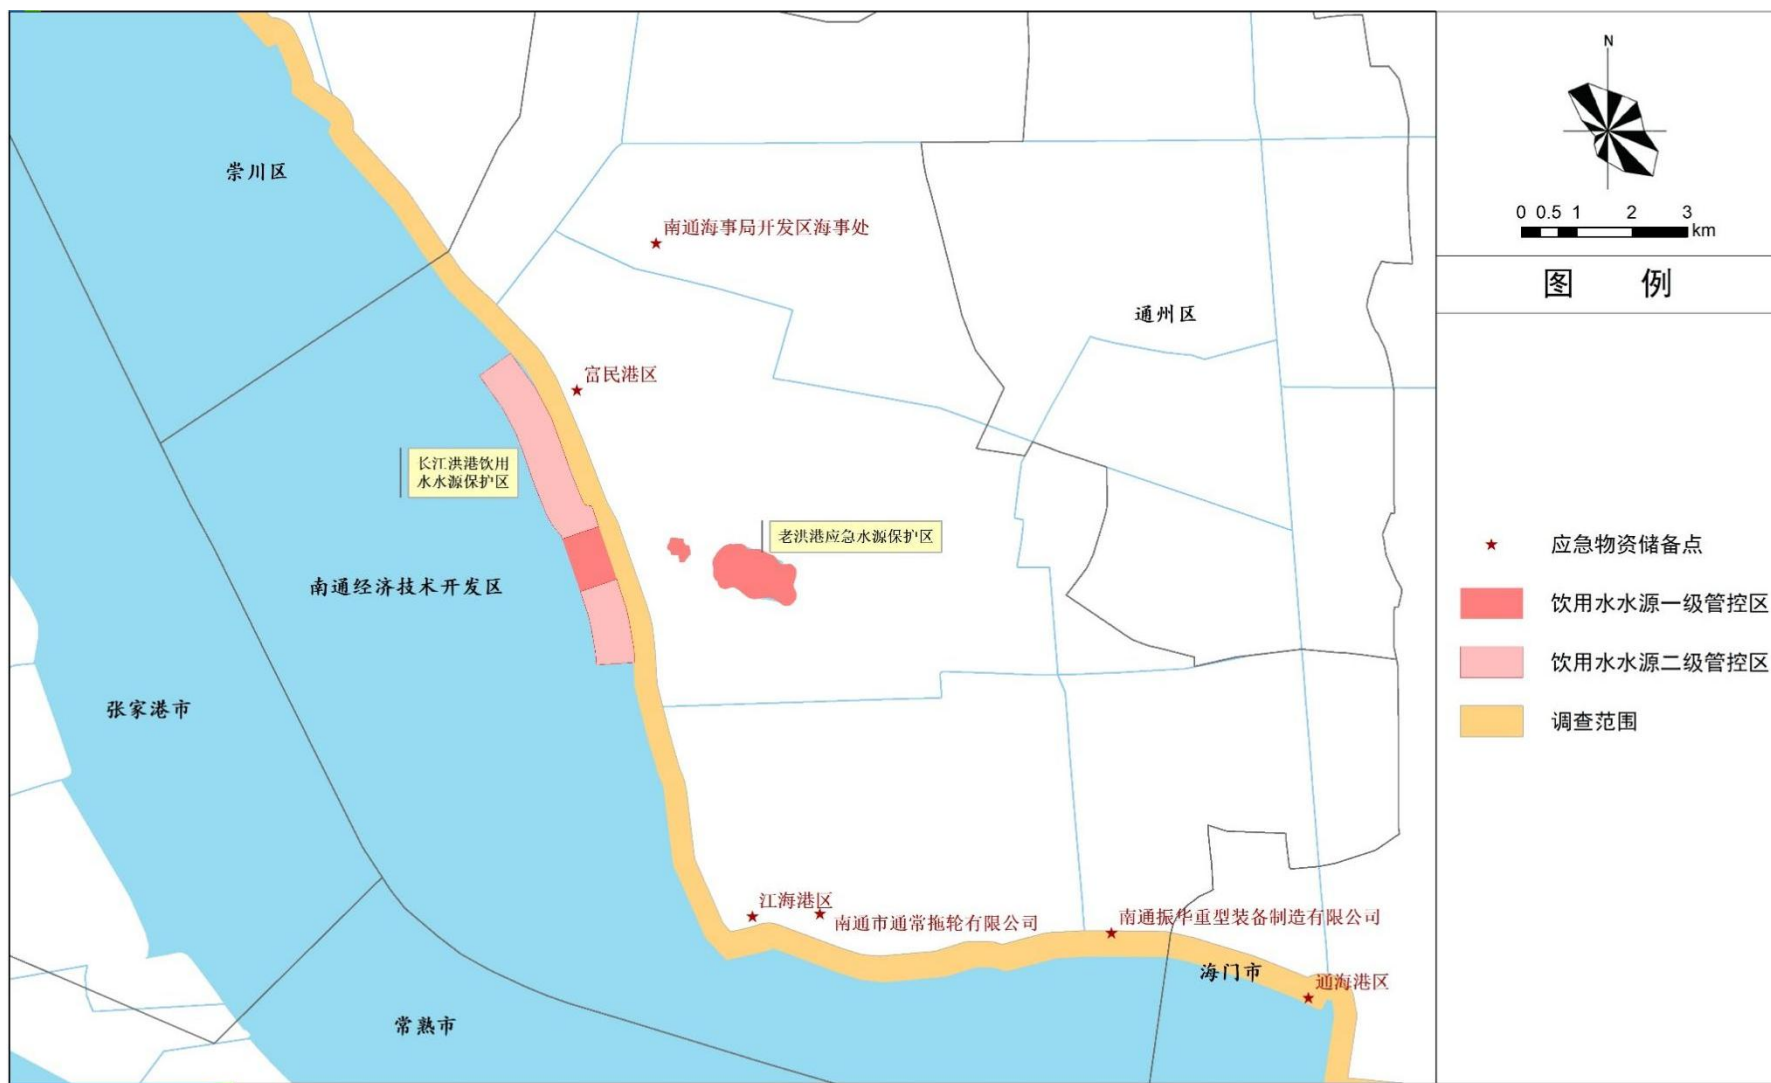 N
0 0.5 1 2 3
km
图 例
崇川区
南通海事局开发区海事处
通州区
富民港区
长江洪港饮用
水水源保护区
老洪港应急水源保护区
南通经济技术开发区
张家港市
江海港区
南通市通常拖轮有限公司
南通振华重型装备制造有限公司
海门市
通海港区
常熟市
应急物资储备点
饮用水水源一级管控区
饮用水水源二级管控区
调查范围